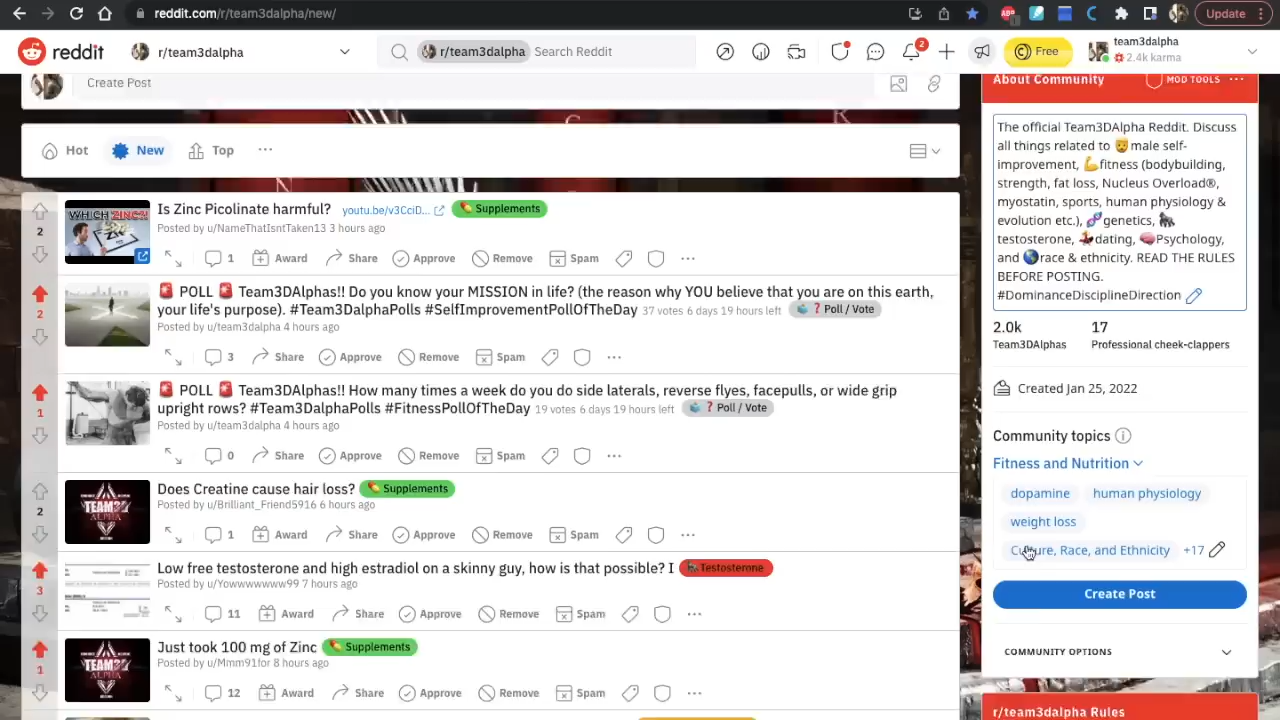 reddit.com/r/team3dalpha/new/
Update
reddit
r/team3dalpha
r/team3dalpha Search Reddit
2
Free
team3dalpha
2.4k karma
Create Post
About Community
MOD TOOLS
Hot
New
Top
The official Team3DAlpha Reddit. Discuss
all things related to 🦁male self-
improvement, 💪fitness (bodybuilding,
strength, fat loss, Nucleus Overload®,
myostatin, sports, human physiology &
evolution etc.), 🧬genetics, 🦍
testosterone, 💃dating, 🧠Psychology,
and 🌎race & ethnicity. READ THE RULES
BEFORE POSTING.
#DominanceDisciplineDirection
2.0k
Team3DAlphas
17
Professional cheek-clappers
Created Jan 25, 2022
Community topics
Fitness and Nutrition
dopamine
human physiology
weight loss
Culture, Race, and Ethnicity
+17
Create Post
COMMUNITY OPTIONS
r/team3dalpha Rules
2
WHICH ZINC?
Is Zinc Picolinate harmful? youtu.be/v3CciD... Supplements
Posted by u/NameThatIsntTaken13 3 hours ago
1 Award Share Approve Remove Spam
2
🚨 POLL 🚨 Team3DAlphas!! Do you know your MISSION in life? (the reason why YOU believe that you are on this earth,
your life's purpose). #Team3DalphaPolls #SelfImprovementPollOfTheDay 37 votes 6 days 19 hours left Poll / Vote
Posted by u/team3dalpha 4 hours ago
3 Share Approve Remove Spam
1
🚨 POLL 🚨 Team3DAlphas!! How many times a week do you do side laterals, reverse flyes, facepulls, or wide grip
upright rows? #Team3DalphaPolls #FitnessPollOfTheDay 19 votes 6 days 19 hours left Poll / Vote
Posted by u/team3dalpha 4 hours ago
0 Share Approve Remove Spam
2
TEAM3D
ALPHA
Does Creatine cause hair loss? Supplements
Posted by u/Brilliant_Friend5916 6 hours ago
1 Award Share Approve Remove Spam
3
Low free testosterone and high estradiol on a skinny guy, how is that possible? I Testosterone
Posted by u/Yowwwwwww99 7 hours ago
11 Award Share Approve Remove Spam
1
TEAM3D
ALPHA
Just took 100 mg of Zinc Supplements
Posted by u/Mmm91for 8 hours ago
12 Award Share Approve Remove Spam